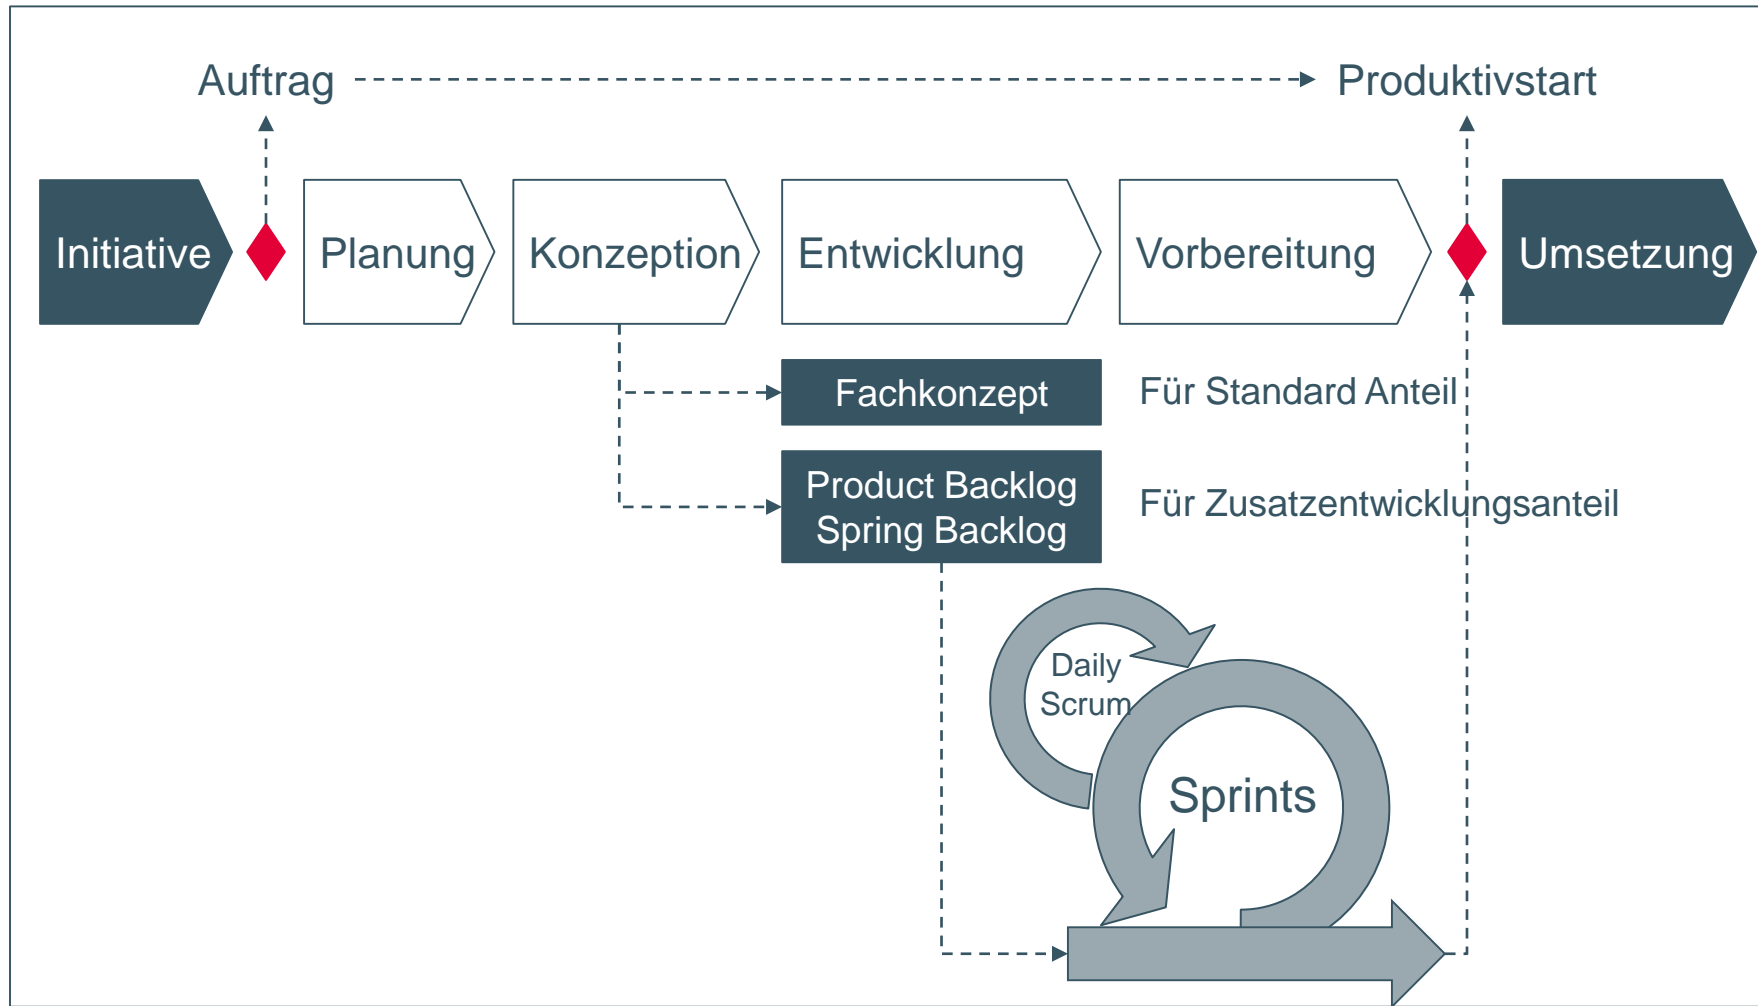 Auftrag
Produktivstart
Initiative
Planung
Konzeption
Entwicklung
Vorbereitung
Umsetzung
Fachkonzept
Für Standard Anteil
Product Backlog
Spring Backlog
Für Zusatzentwicklungsanteil
Daily
Scrum
Sprints